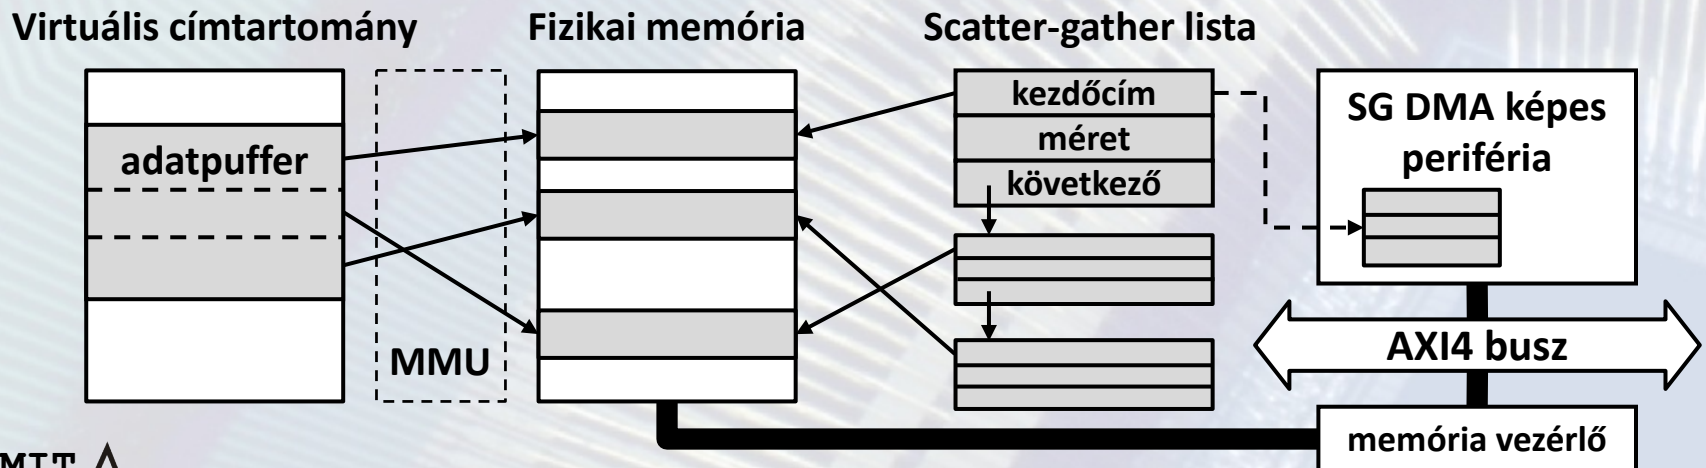 Virtuális címtartomány
Fizikai memória
Scatter-gather lista
adatpuffer
MMU
kezdőcím
méret
következő
SG DMA képes
periféria
AXI4 busz
memória vezérlő
MIT